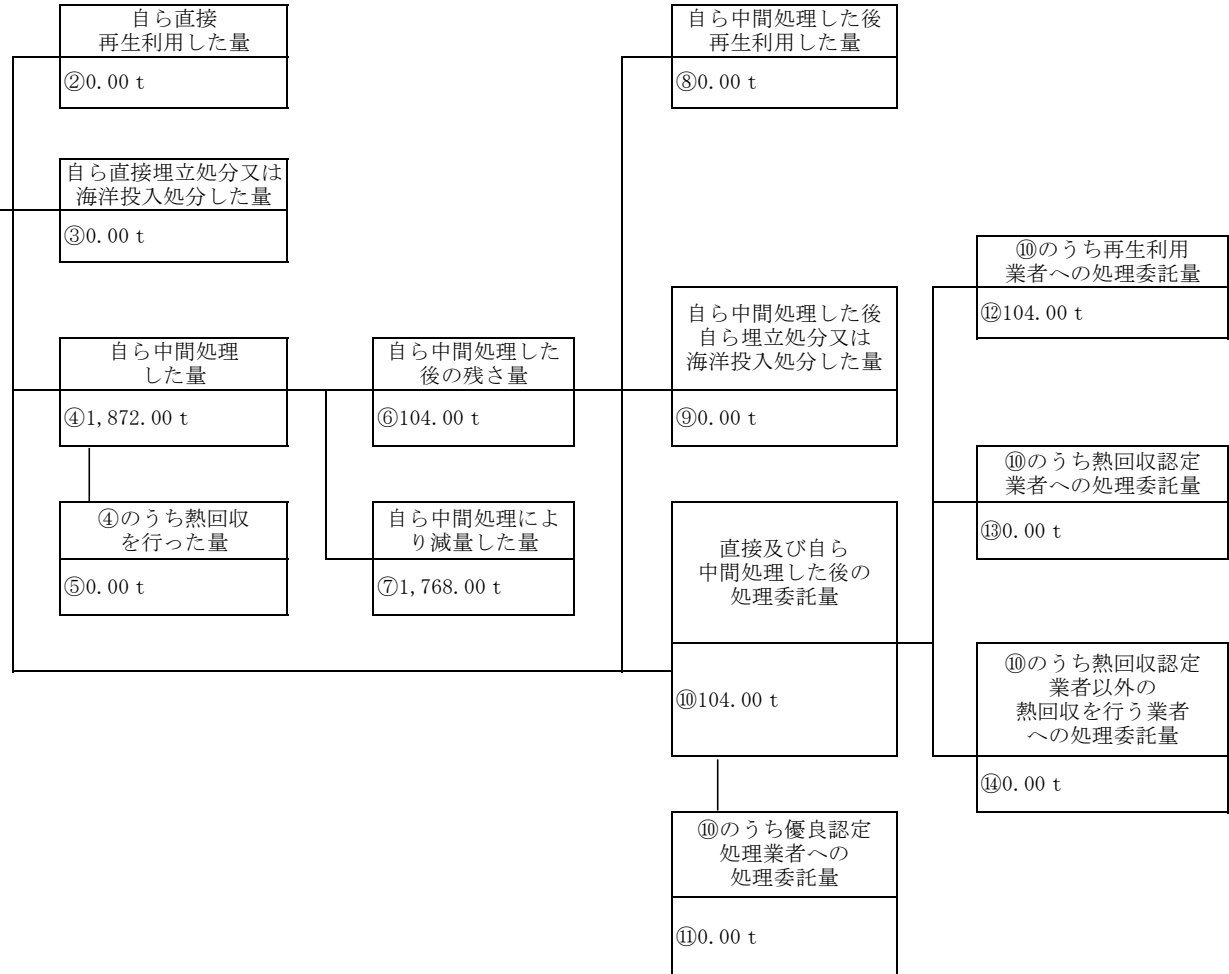 自ら直接
再生利用した量
②0.00 t
自ら直接埋立処分又は
海洋投入処分した量
③0.00 t
自ら中間処理
した量
④1,872.00 t
④のうち熱回収
を行った量
⑤0.00 t
自ら中間処理した
後の残さ量
⑥104.00 t
自ら中間処理によ
り減量した量
⑦1,768.00 t
自ら中間処理した後
再生利用した量
⑧0.00 t
自ら中間処理した後
自ら埋立処分又は
海洋投入処分した量
⑨0.00 t
直接及び自ら
中間処理した後の
処理委託量
⑩104.00 t
⑩のうち優良認定
処理業者への
処理委託量
⑪0.00 t
⑩のうち再生利用
業者への処理委託量
⑫104.00 t
⑩のうち熱回収認定
業者への処理委託量
⑬0.00 t
⑩のうち熱回収認定
業者以外の
熱回収を行う業者
への処理委託量
⑭0.00 t